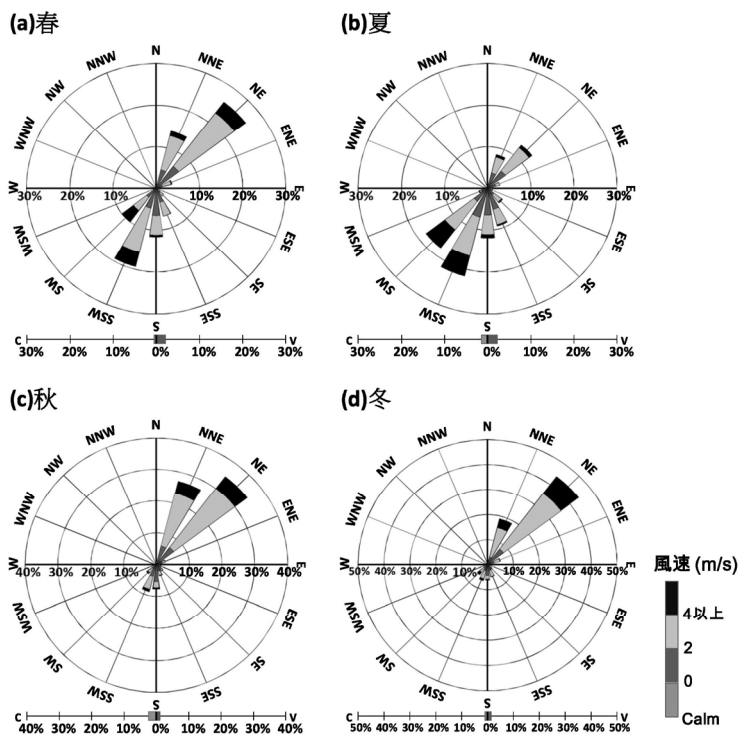 (a)春
N
NNE
NE
ENE
E
ESE
SE
SSE
S
SSW
SW
WSW
W
WNW
NW
NNW
30% 20% 10% 10% 20% 30%
C V
30% 20% 10% 0% 10% 20% 30%
(b)夏
N
NNE
NE
ENE
E
ESE
SE
SSE
S
SSW
SW
WSW
W
WNW
NW
NNW
30% 20% 10% 10% 20% 30%
C V
30% 20% 10% 0% 10% 20% 30%
(c)秋
N
NNE
NE
ENE
E
ESE
SE
SSE
S
SSW
SW
WSW
W
WNW
NW
NNW
40% 30% 20% 10% 10% 20% 30% 40%
C V
40% 30% 20% 10% 0% 10% 20% 30% 40%
(d)冬
N
NNE
NE
ENE
E
ESE
SE
SSE
S
SSW
SW
WSW
W
WNW
NW
NNW
50% 40% 30% 20% 10% 10% 20% 30% 40% 50%
C V
50% 40% 30% 20% 10% 0% 10% 20% 30% 40% 50%
風速 (m/s)
4以上
2
0
Calm